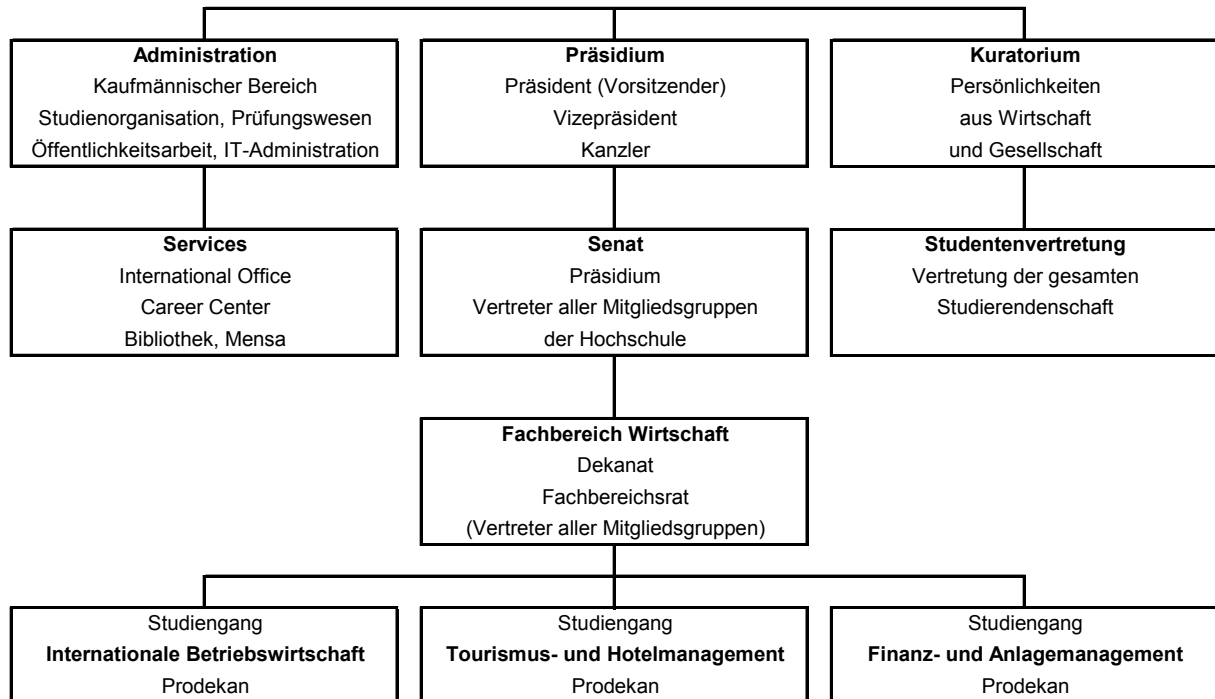 Administration
Kaufmännischer Bereich
Studienorganisation, Prüfungswesen
Öffentlichkeitsarbeit, IT-Administration
Präsidium
Präsident (Vorsitzender)
Vizepräsident
Kanzler
Kuratorium
Persönlichkeiten
aus Wirtschaft
und Gesellschaft
Services
International Office
Career Center
Bibliothek, Mensa
Senat
Präsidium
Vertreter aller Mitgliedsgruppen
der Hochschule
Studentenvertretung
Vertretung der gesamten
Studierendenschaft
Fachbereich Wirtschaft
Dekanat
Fachbereichsrat
(Vertreter aller Mitgliedsgruppen)
Studiengang
Internationale Betriebswirtschaft
Prodekan
Studiengang
Tourismus- und Hotelmanagement
Prodekan
Studiengang
Finanz- und Anlagemanagement
Prodekan